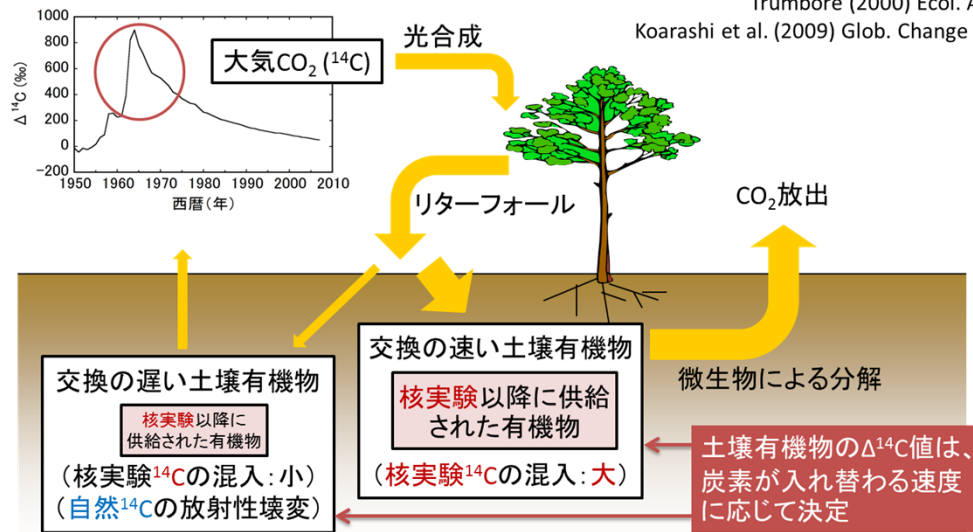 Trumbore (2000) Ecol. A
Koarashi et al. (2009) Glob. Change
1000
800
600
400
200
0
−200
Δ ¹⁴C (‰)
1950 1960 1970 1980 1990 2000 2010
西暦(年)
大気CO₂ (¹⁴C)
光合成
リターフォール
CO₂放出
交換の遅い土壌有機物
核実験以降に
供給された有機物
(核実験¹⁴Cの混入:小)
(自然¹⁴Cの放射性壊変)
交換の速い土壌有機物
核実験以降に供給
された有機物
(核実験¹⁴Cの混入:大)
微生物による分解
土壌有機物のΔ¹⁴C値は、
炭素が入れ替わる速度
に応じて決定